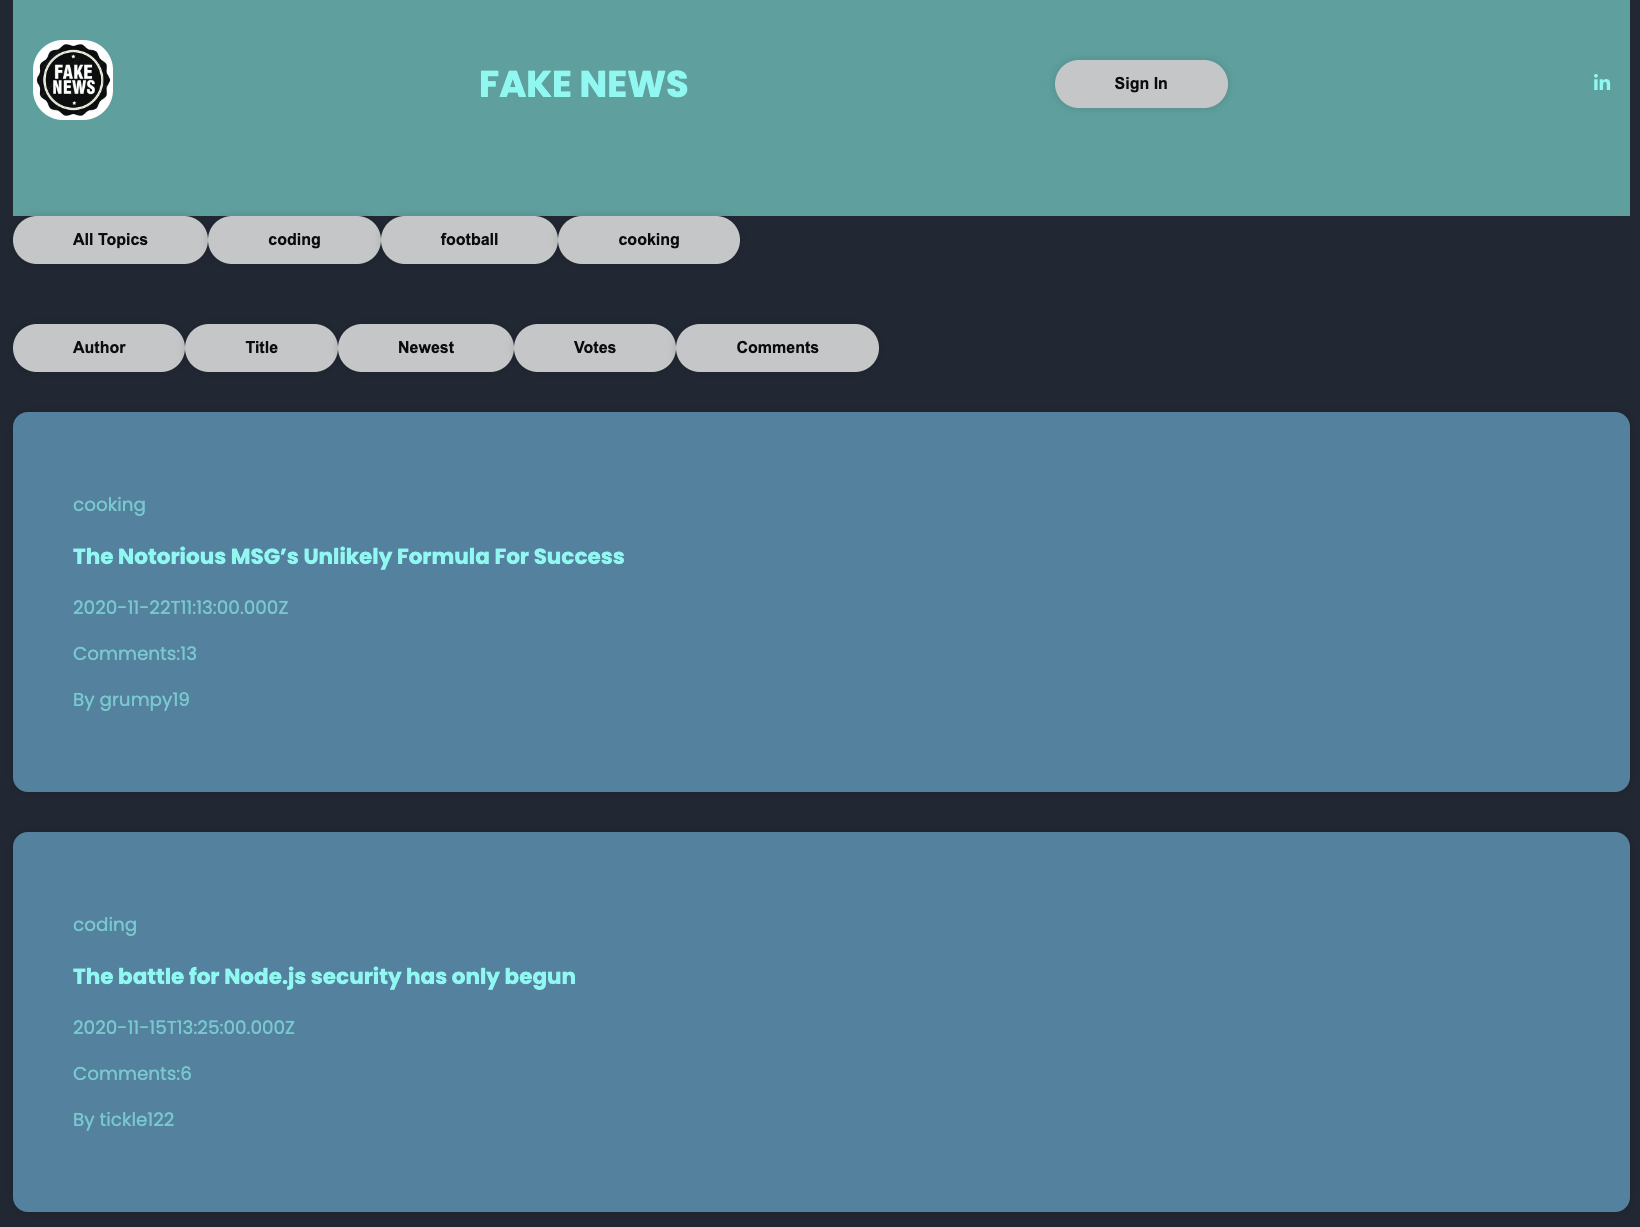 FAKE
NEWS
FAKE NEWS
Sign In
in
All Topics coding football cooking
Author Title Newest Votes Comments
cooking
The Notorious MSG’s Unlikely Formula For Success
2020-11-22T11:13:00.000Z
Comments:13
By grumpy19
coding
The battle for Node.js security has only begun
2020-11-15T13:25:00.000Z
Comments:6
By tickle122